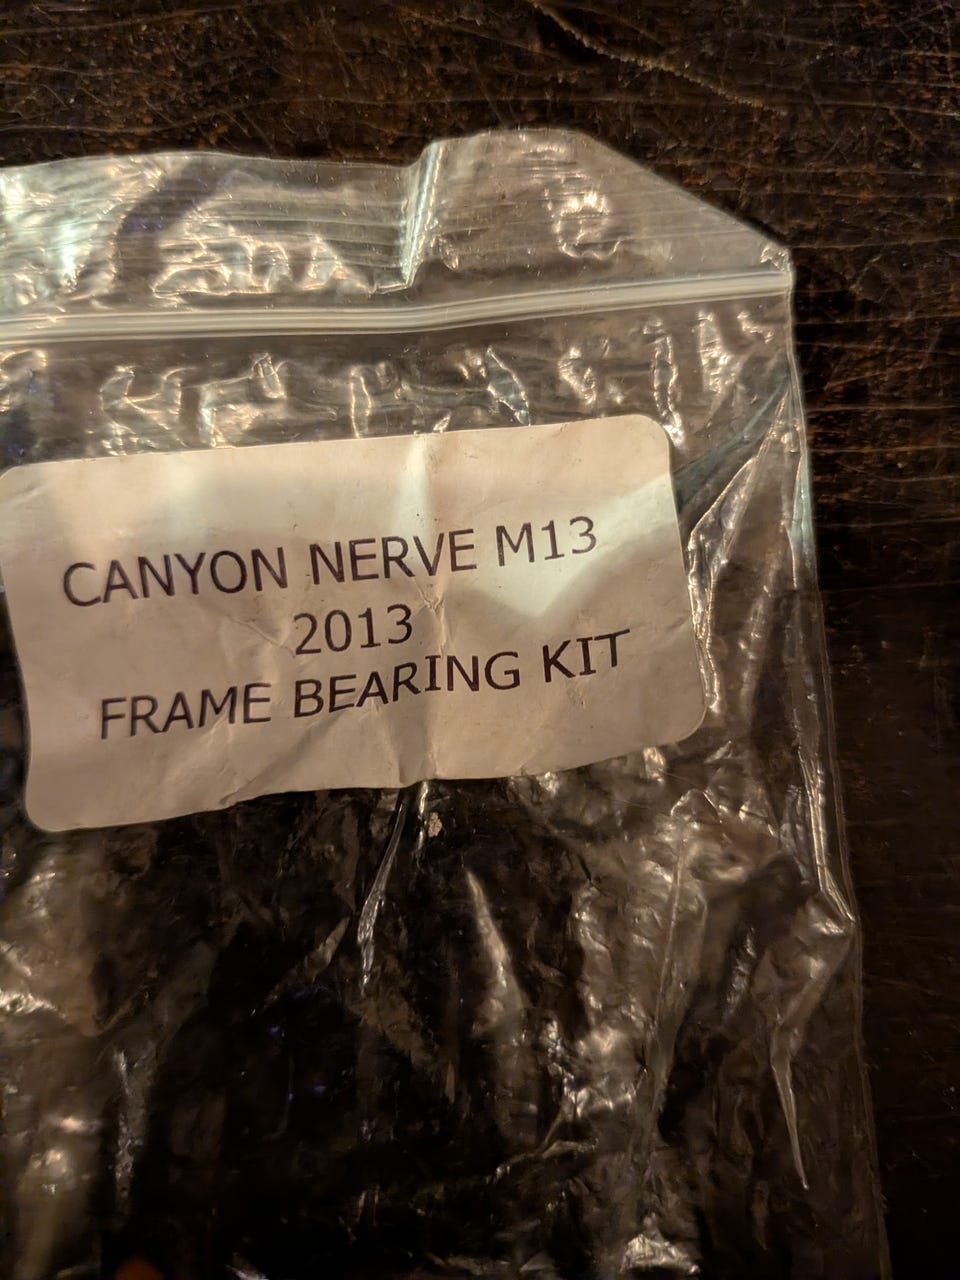 CANYON NERVE M13
2013
FRAME BEARING KIT